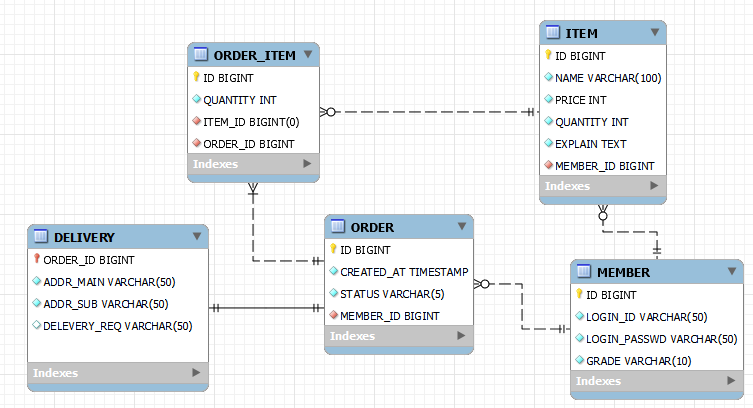 ORDER_ITEM
ID BIGINT
QUANTITY INT
ITEM_ID BIGINT(0)
ORDER_ID BIGINT
Indexes
ITEM
ID BIGINT
NAME VARCHAR(100)
PRICE INT
QUANTITY INT
EXPLAIN TEXT
MEMBER_ID BIGINT
Indexes
DELIVERY
ORDER_ID BIGINT
ADDR_MAIN VARCHAR(50)
ADDR_SUB VARCHAR(50)
DELEVERY_REQ VARCHAR(50)
Indexes
ORDER
ID BIGINT
CREATED_AT TIMESTAMP
STATUS VARCHAR(5)
MEMBER_ID BIGINT
Indexes
MEMBER
ID BIGINT
LOGIN_ID VARCHAR(50)
LOGIN_PASSWD VARCHAR(50)
GRADE VARCHAR(10)
Indexes